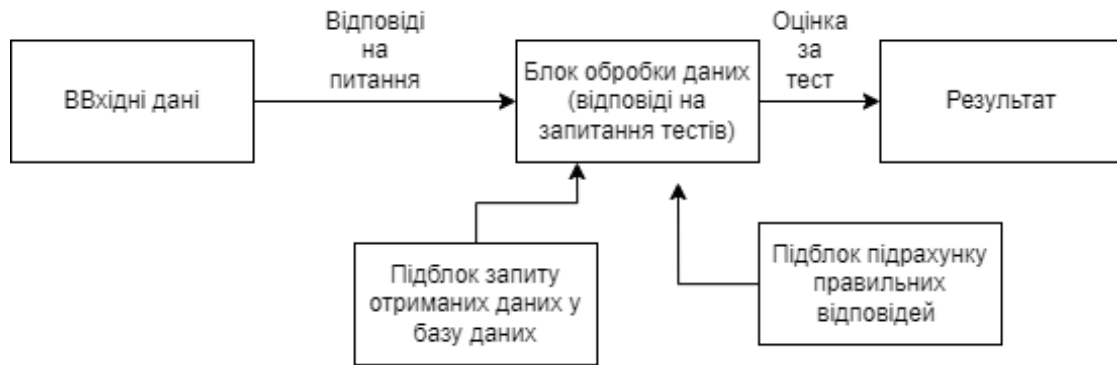 Відповіді
на
питання
Оцінка
за
тест
ВВхідні дані
Блок обробки даних
(відповіді на
запитання тестів)
Результат
Підблок запиту
отриманих даних у
базу даних
Підблок підрахунку
правильних
відповідей